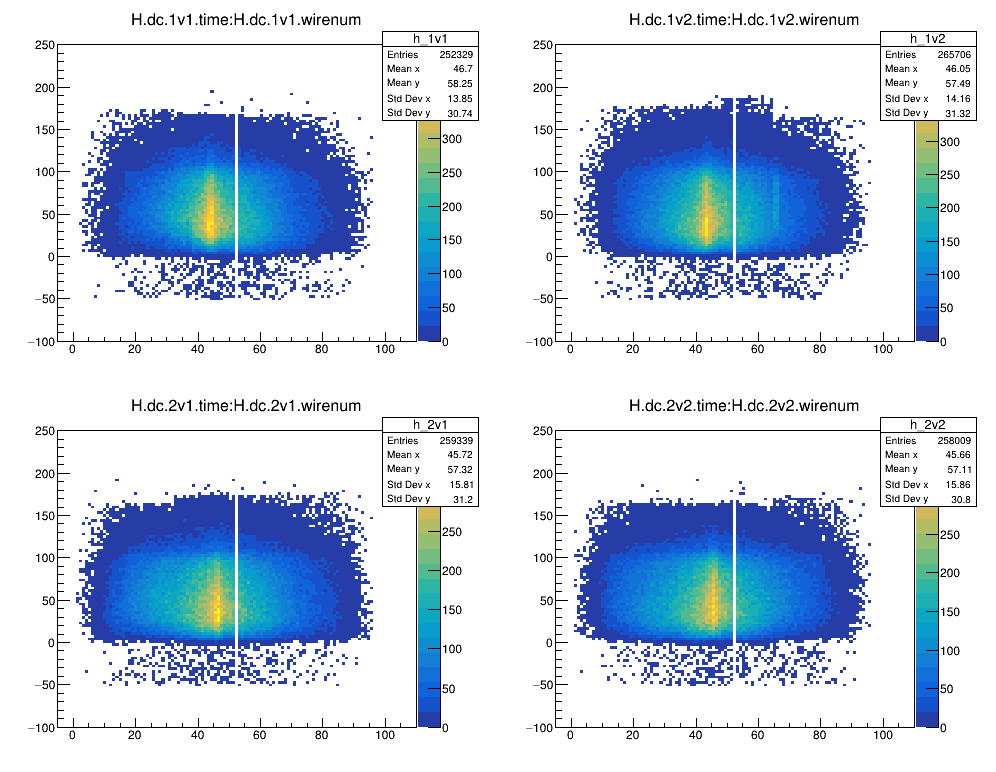 H.dc.1v1.time:H.dc.1v1.wirenum
h_1v1
Entries 252329
Mean x 46.7
Mean y 58.25
Std Dev x 13.85
Std Dev y 30.74
250
200
150
100
50
0
−50
−100
0 20 40 60 80 100
300
250
200
150
100
50
0
H.dc.1v2.time:H.dc.1v2.wirenum
h_1v2
Entries 265706
Mean x 46.05
Mean y 57.49
Std Dev x 14.16
Std Dev y 31.32
250
200
150
100
50
0
−50
−100
0 20 40 60 80 100
300
250
200
150
100
50
0
H.dc.2v1.time:H.dc.2v1.wirenum
h_2v1
Entries 259339
Mean x 45.72
Mean y 57.32
Std Dev x 15.81
Std Dev y 31.2
250
200
150
100
50
0
−50
−100
0 20 40 60 80 100
250
200
150
100
50
0
H.dc.2v2.time:H.dc.2v2.wirenum
h_2v2
Entries 258009
Mean x 45.66
Mean y 57.11
Std Dev x 15.86
Std Dev y 30.8
250
200
150
100
50
0
−50
−100
0 20 40 60 80 100
250
200
150
100
50
0